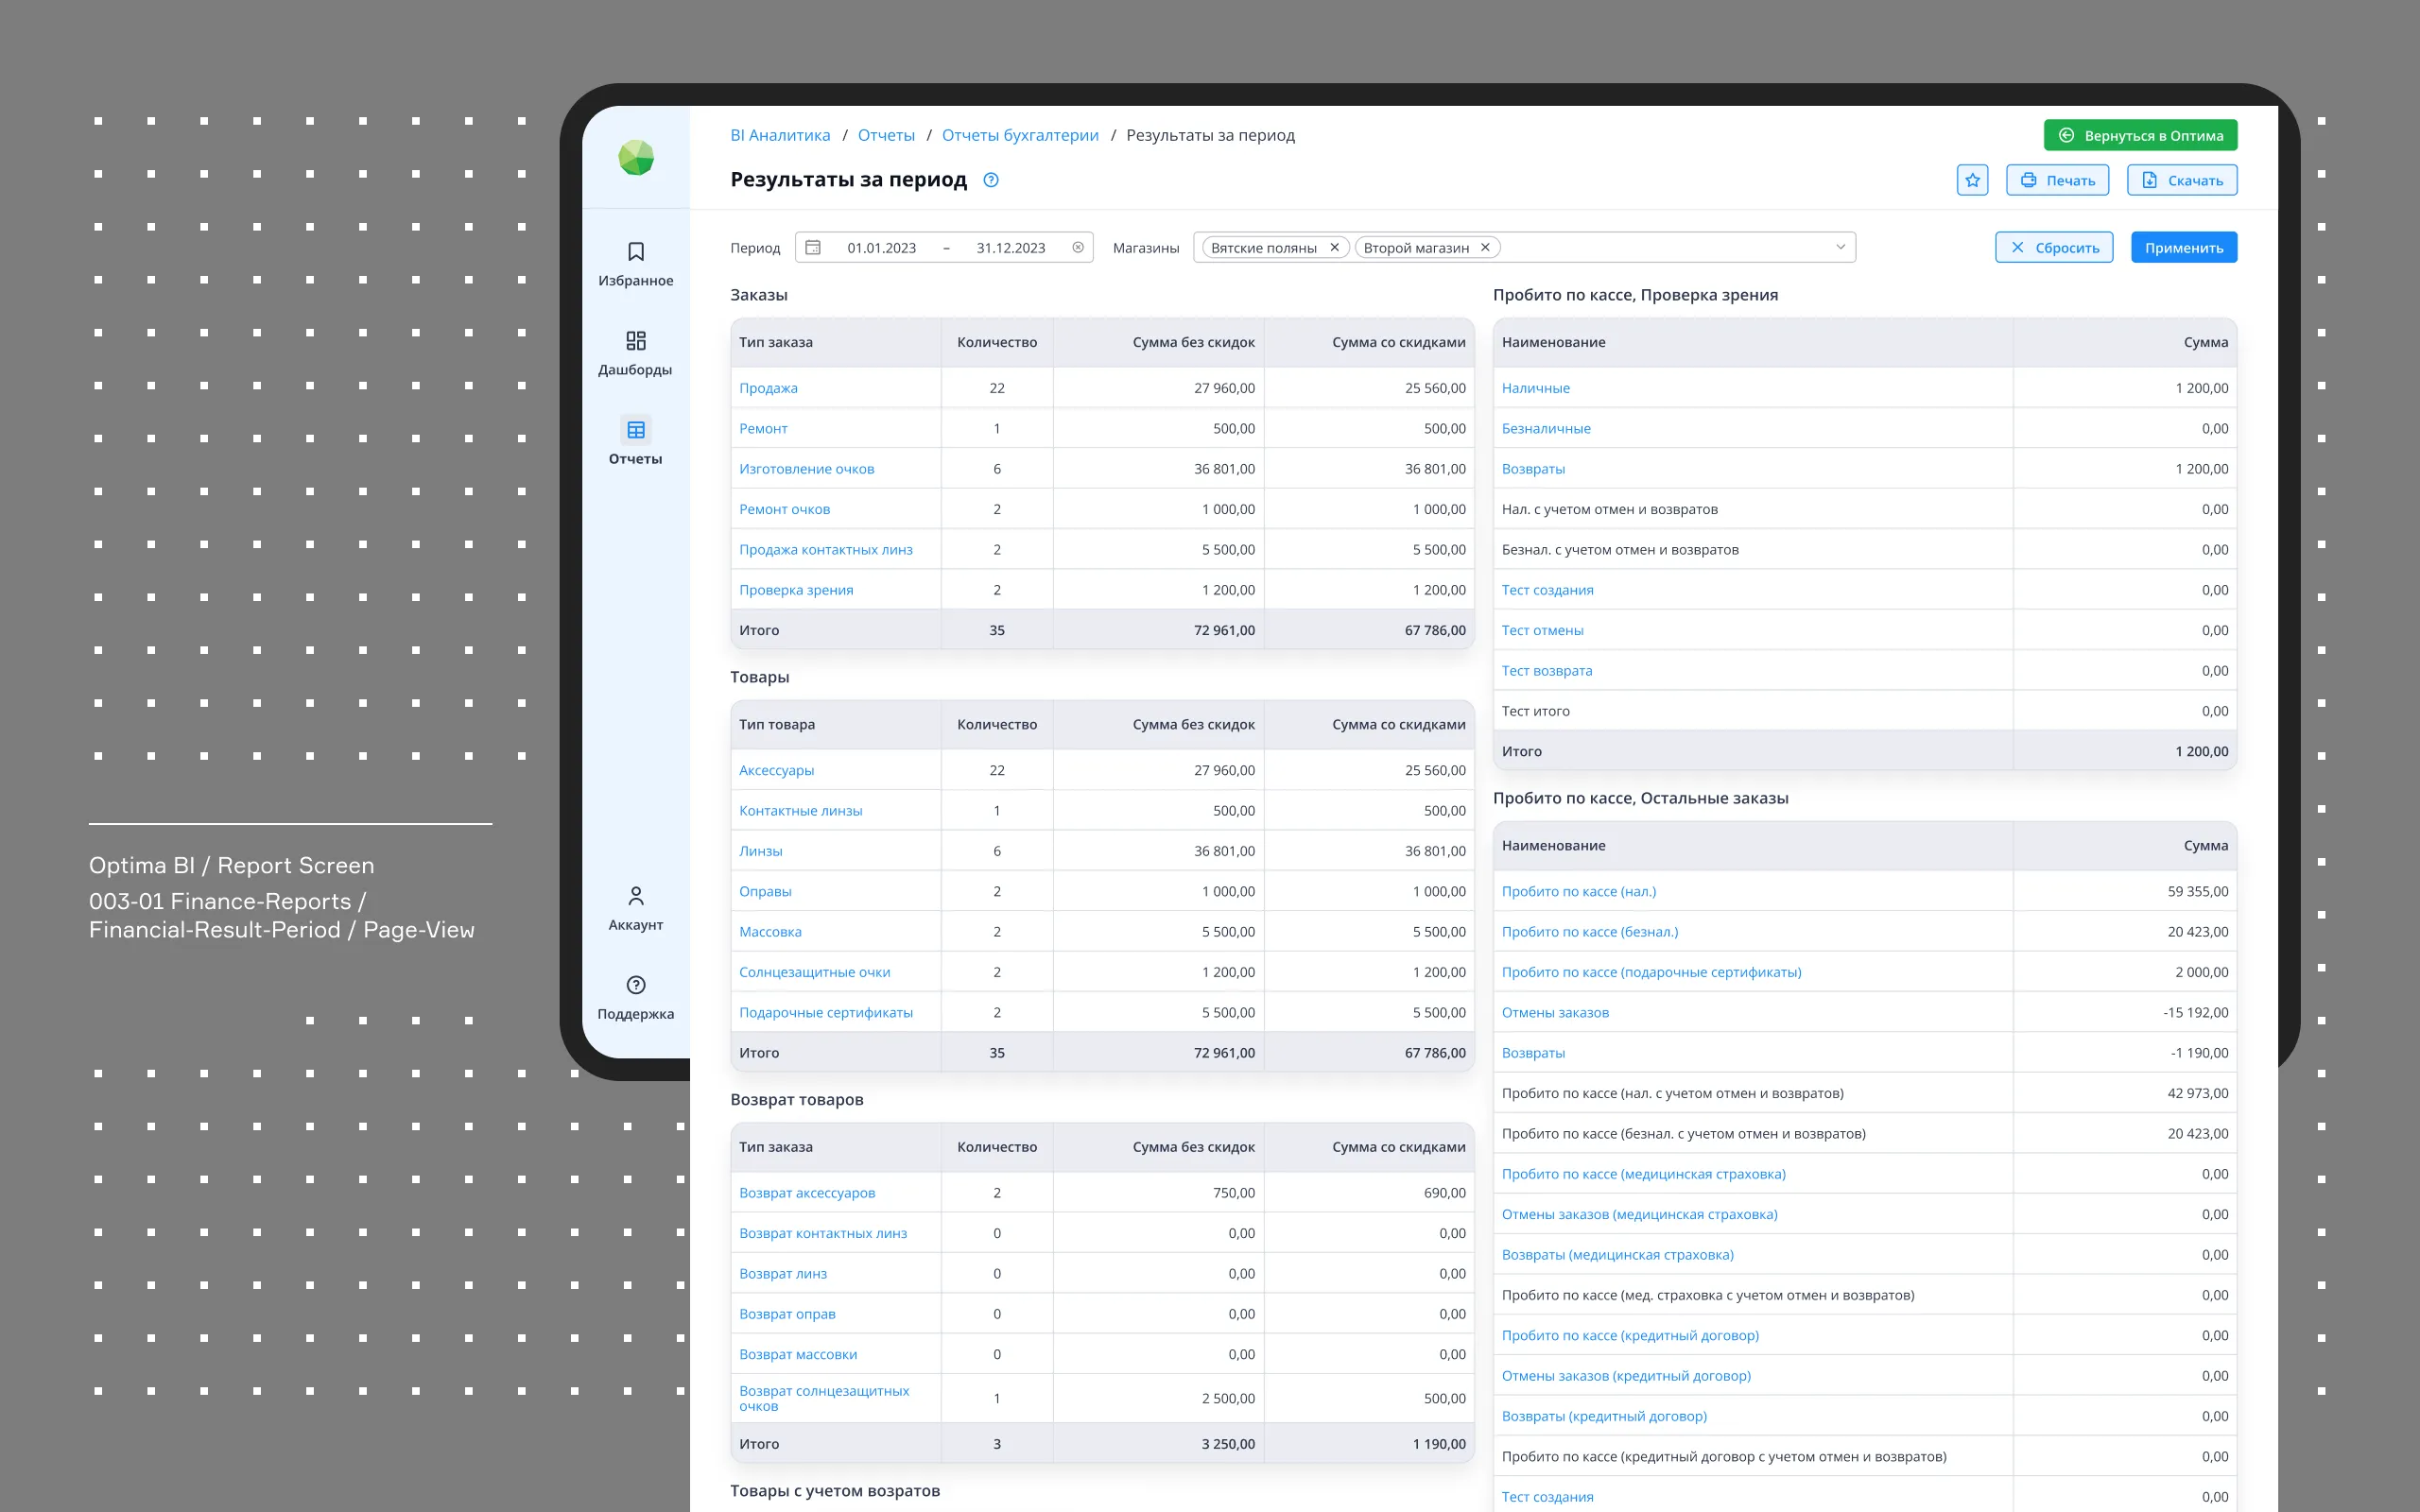 Optima BI / Report Screen
003-01 Finance-Reports /
Financial-Result-Period / Page-View
Избранное
Дашборды
Отчеты
Аккаунт
Поддержка
BI Аналитика / Отчеты / Отчеты бухгалтерии / Результаты за период
Вернуться в Оптима
Результаты за период
Печать
Скачать
Период 01.01.2023 – 31.12.2023 Магазины Вятские поляны Второй магазин
Сбросить
Применить
Заказы
Тип заказа Количество Сумма без скидок Сумма со скидками
Продажа 22 27 960,00 25 560,00
Ремонт 1 500,00 500,00
Изготовление очков 6 36 801,00 36 801,00
Ремонт очков 2 1 000,00 1 000,00
Продажа контактных линз 2 5 500,00 5 500,00
Проверка зрения 2 1 200,00 1 200,00
Итого 35 72 961,00 67 786,00
Товары
Тип товара Количество Сумма без скидок Сумма со скидками
Аксессуары 22 27 960,00 25 560,00
Контактные линзы 1 500,00 500,00
Линзы 6 36 801,00 36 801,00
Оправы 2 1 000,00 1 000,00
Массовка 2 5 500,00 5 500,00
Солнцезащитные очки 2 1 200,00 1 200,00
Подарочные сертификаты 2 5 500,00 5 500,00
Итого 35 72 961,00 67 786,00
Возврат товаров
Тип заказа Количество Сумма без скидок Сумма со скидками
Возврат аксессуаров 2 750,00 690,00
Возврат контактных линз 0 0,00 0,00
Возврат линз 0 0,00 0,00
Возврат оправ 0 0,00 0,00
Возврат массовки 0 0,00 0,00
Возврат солнцезащитных
очков 1 2 500,00 500,00
Итого 3 3 250,00 1 190,00
Товары с учетом возратов
Пробито по кассе, Проверка зрения
Наименование Сумма
Наличные 1 200,00
Безналичные 0,00
Возвраты 1 200,00
Нал. с учетом отмен и возвратов 0,00
Безнал. с учетом отмен и возвратов 0,00
Тест создания 0,00
Тест отмены 0,00
Тест возврата 0,00
Тест итого 0,00
Итого 1 200,00
Пробито по кассе, Остальные заказы
Наименование Сумма
Пробито по кассе (нал.) 59 355,00
Пробито по кассе (безнал.) 20 423,00
Пробито по кассе (подарочные сертификаты) 2 000,00
Отмены заказов -15 192,00
Возвраты -1 190,00
Пробито по кассе (нал. с учетом отмен и возвратов) 42 973,00
Пробито по кассе (безнал. с учетом отмен и возвратов) 20 423,00
Пробито по кассе (медицинская страховка) 0,00
Отмены заказов (медицинская страховка) 0,00
Возвраты (медицинская страховка) 0,00
Пробито по кассе (мед. страховка с учетом отмен и возвратов) 0,00
Пробито по кассе (кредитный договор) 0,00
Отмены заказов (кредитный договор) 0,00
Возвраты (кредитный договор) 0,00
Пробито по кассе (кредитный договор с учетом отмен и возвратов) 0,00
Тест создания 0,00